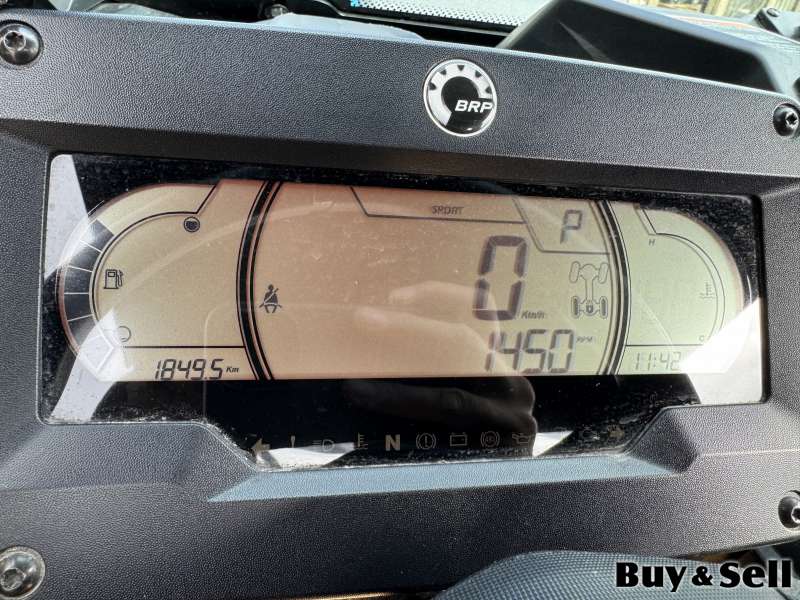 BRP
SPORT
P
H
0 Km/h
1450 RPM
1849.5 Km
C
11:42
N
Buy & Sell